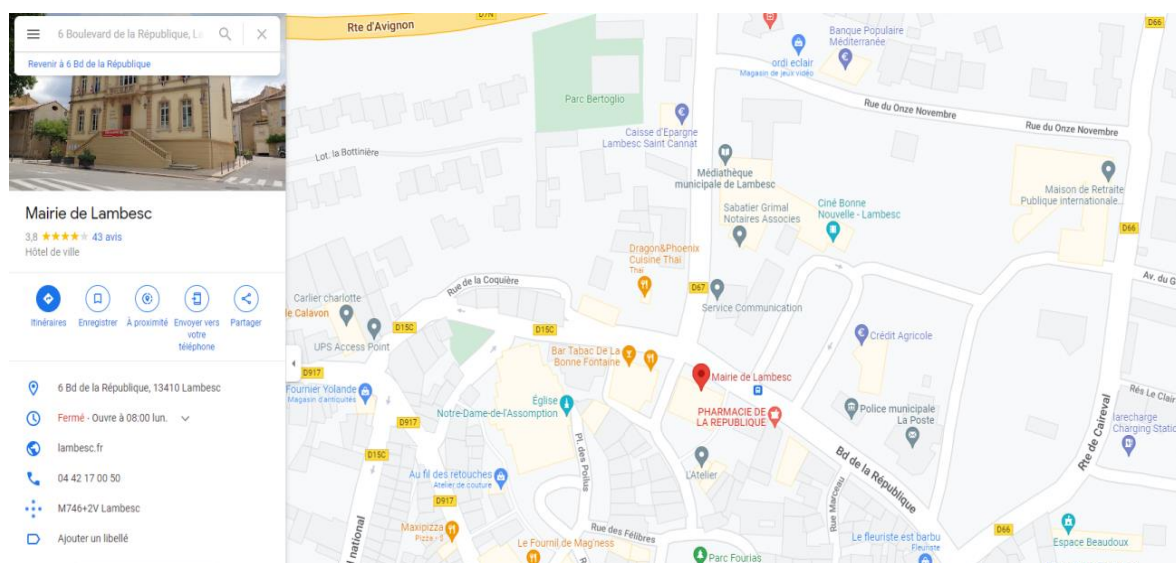 6 Boulevard de la République, L
Revenir à 6 Bd de la République
Mairie de Lambesc
3,8 ★★★★★ 43 avis
Hôtel de ville
Itinéraires
Enregistrer
À proximité
Envoyer vers
votre
téléphone
Partager
6 Bd de la République, 13410 Lambesc
Fermé · Ouvre à 08:00 lun.
lambesc.fr
04 42 17 00 50
M746+2V Lambesc
Ajouter un libellé
Rte d'Avignon
D7N
D66
Banque Populaire
Méditerranée
ordi eclair
Magasin de jeux vidéo
Parc Bertoglio
Rue du Onze Novembre
Rue du Onze Novembre
Caisse d'Epargne
Lambesc Saint Cannat
Lot. la Bottinière
Médiathèque
municipale de Lambesc
Maison de Retraite
Publique internationale...
Sabatier Grimal
Notaires Associes
Ciné Bonne
Nouvelle - Lambesc
D66
Dragon&Phoenix
Cuisine Thaï
Thaï
Av. du G
Rue de la Coquière
D67
Service Communication
Carlier charlotte
le Calavon
UPS Access Point
D15C
D15C
Crédit Agricole
Bar Tabac De La
Bonne Fontaine
D917
Mairie de Lambesc
Fournier Yolande
Magasin d'antiquités
Église
Notre-Dame-de-l'Assomption
PHARMACIE DE
LA REPUBLIQUE
Police municipale
La Poste
Rés Le Clair
larecharge
Charging Static
D917
D15C
Pl. des Poilus
Bd de la République
Rte de Caireval
Au fil des retouches
Atelier de couture
L'Atelier
D917
Rue Marceau
Maxipizza
Pizza · $
Rue des Félibres
D66
Espace Beaudoux
l national
Le Fournil de Mag'ness
Parc Fourias
Le fleuriste est barbu
Fleuriste